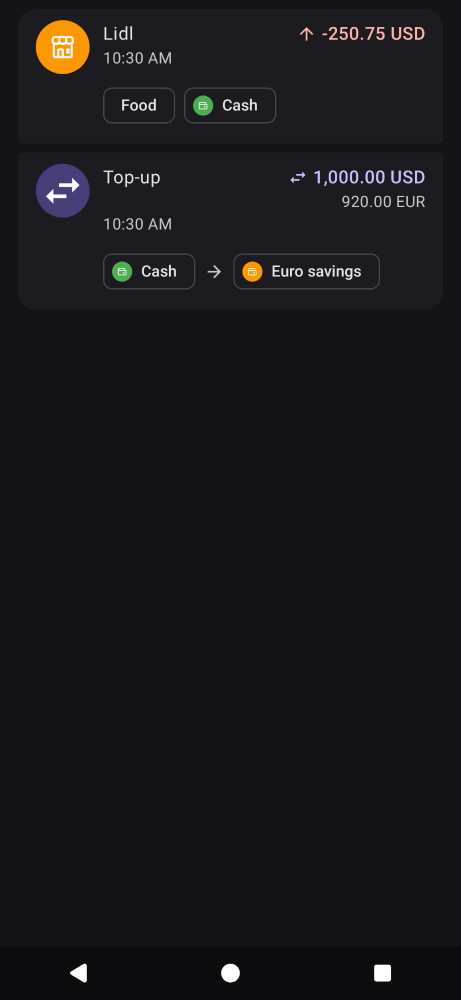 Lidl
-250.75 USD
10:30 AM
Food
Cash
Top-up
1,000.00 USD
920.00 EUR
10:30 AM
Cash
Euro savings